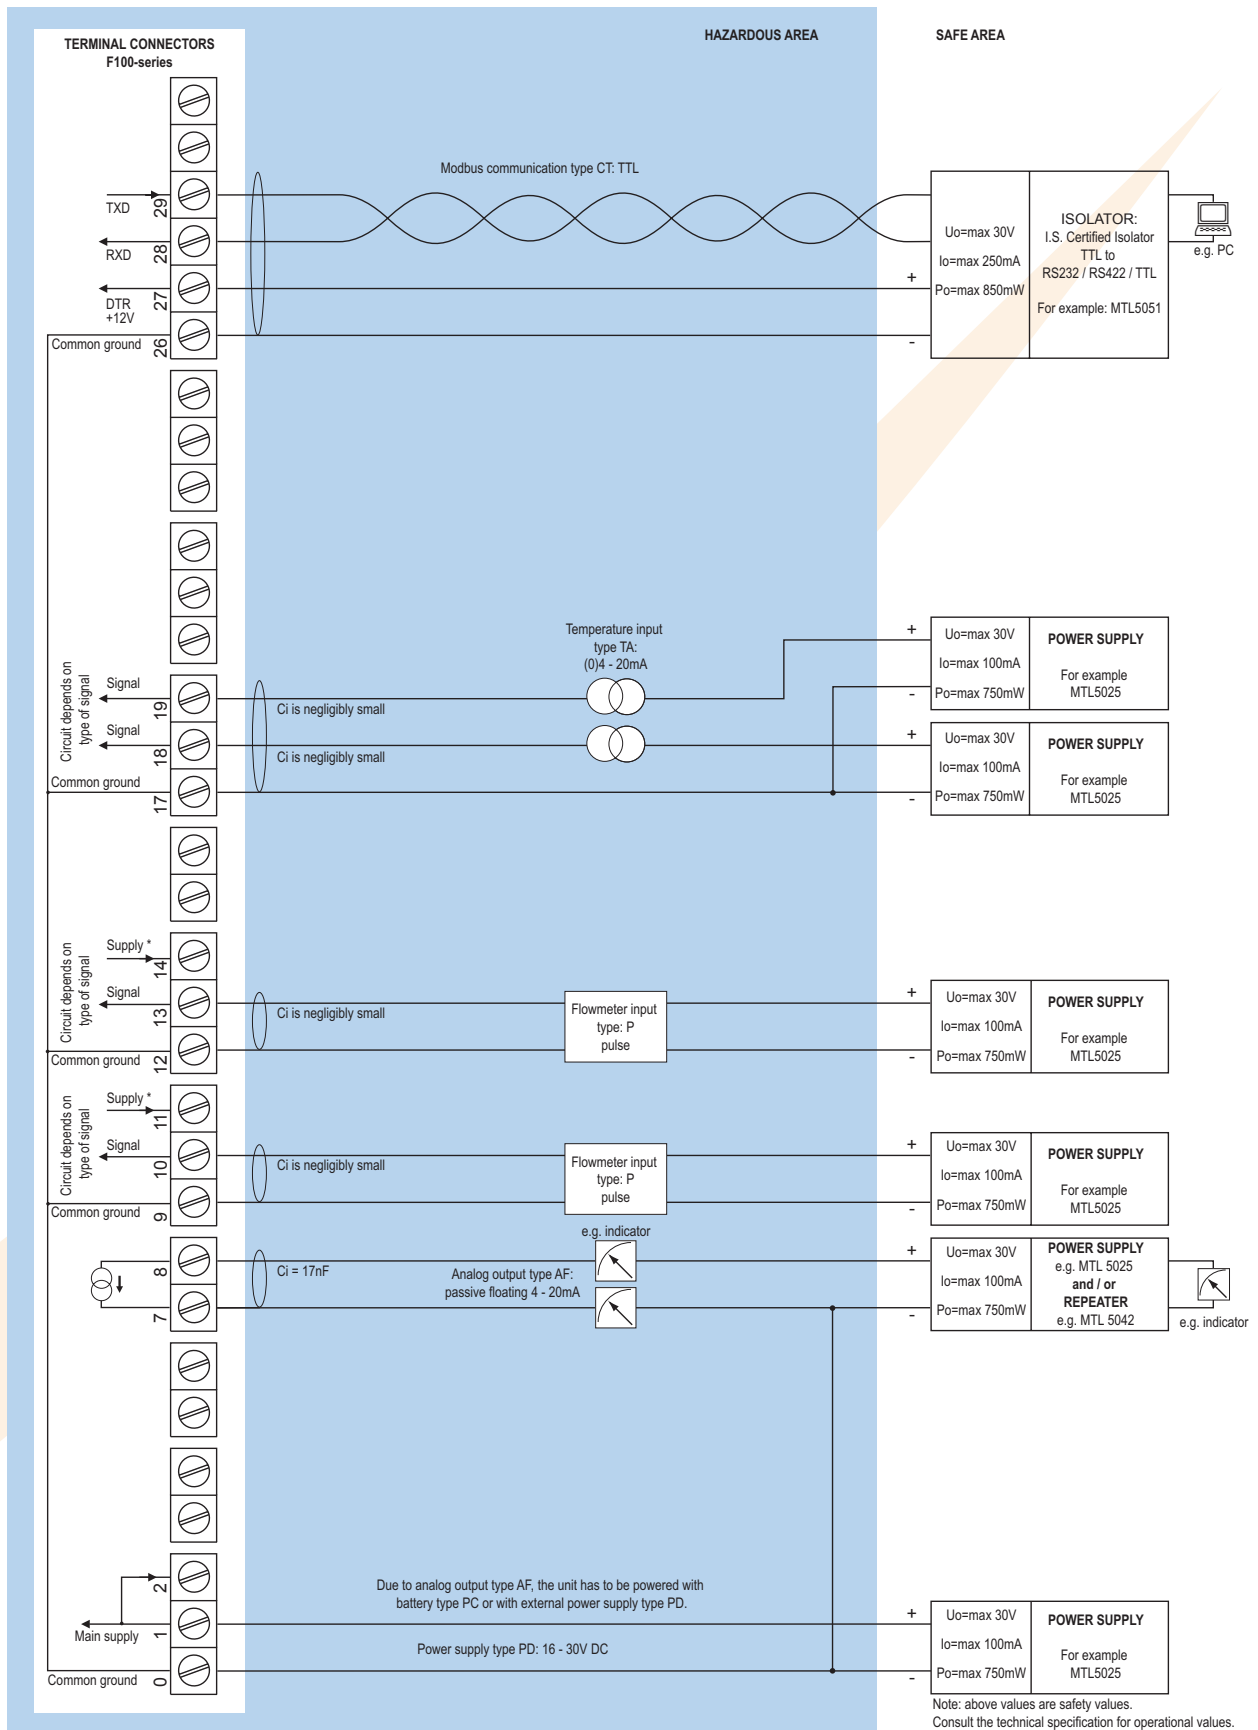 HAZARDOUS AREA
SAFE AREA
TERMINAL CONNECTORS
F100-series
Modbus communication type CT: TTL
TXD
29
RXD
28
DTR
+12V
27
Common ground
26
+
-
Uo=max 30V
Io=max 250mA
Po=max 850mW
ISOLATOR:
I.S. Certified Isolator
TTL to
RS232 / RS422 / TTL
For example: MTL5051
e.g. PC
Temperature input
type TA:
(0)4 - 20mA
Circuit depends on
type of signal
Signal
19
Ci is negligibly small
Signal
18
Ci is negligibly small
Common ground
17
+
-
Uo=max 30V
Io=max 100mA
Po=max 750mW
POWER SUPPLY
For example
MTL5025
+
-
Uo=max 30V
Io=max 100mA
Po=max 750mW
POWER SUPPLY
For example
MTL5025
Circuit depends on
type of signal
Supply *
14
Signal
13
Ci is negligibly small
Common ground
12
Flowmeter input
type: P
pulse
+
-
Uo=max 30V
Io=max 100mA
Po=max 750mW
POWER SUPPLY
For example
MTL5025
Circuit depends on
type of signal
Supply *
11
Signal
10
Ci is negligibly small
Common ground
9
Flowmeter input
type: P
pulse
+
-
Uo=max 30V
Io=max 100mA
Po=max 750mW
POWER SUPPLY
For example
MTL5025
e.g. indicator
8
7
Ci = 17nF
Analog output type AF:
passive floating 4 - 20mA
+
-
Uo=max 30V
Io=max 100mA
Po=max 750mW
POWER SUPPLY
e.g. MTL 5025
and / or
REPEATER
e.g. MTL 5042
e.g. indicator
2
Due to analog output type AF, the unit has to be powered with
battery type PC or with external power supply type PD.
Main supply
1
Power supply type PD: 16 - 30V DC
Common ground
0
+
-
Uo=max 30V
Io=max 100mA
Po=max 750mW
POWER SUPPLY
For example
MTL5025
Note: above values are safety values.
Consult the technical specification for operational values.